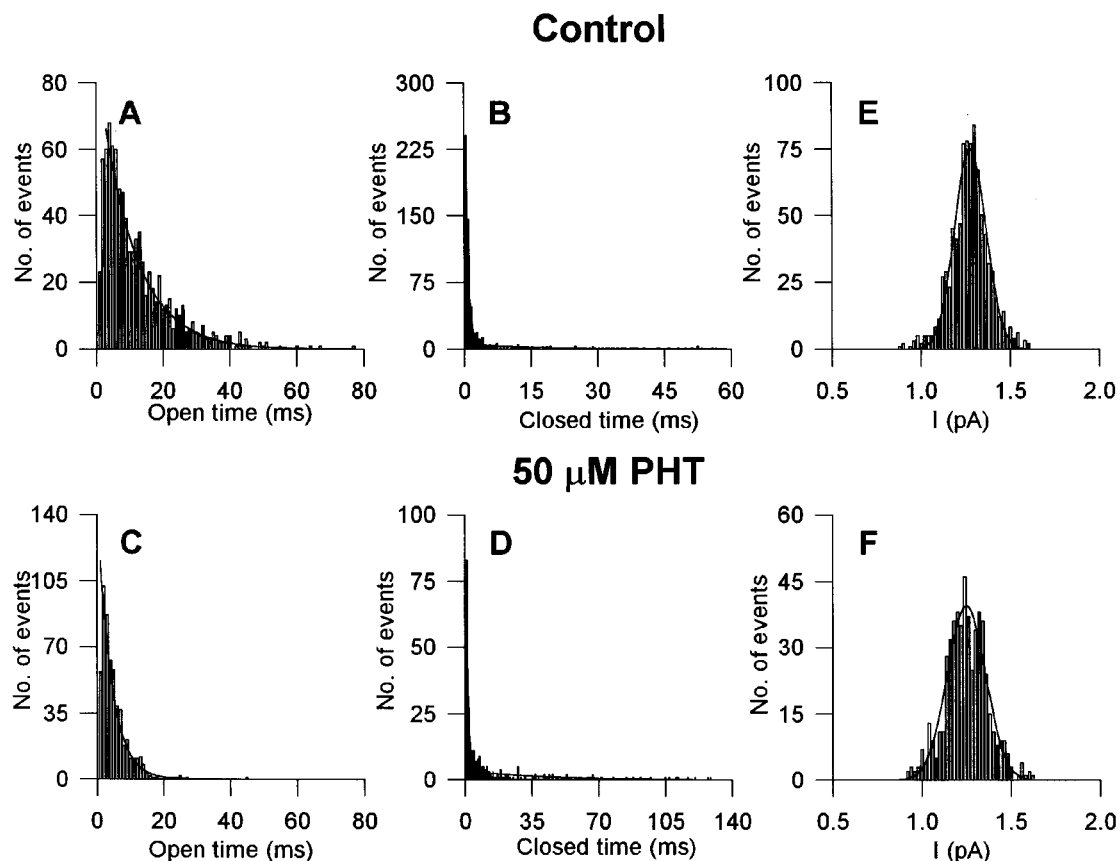 Control
A
No. of events
80
60
40
20
0
0 20 40 60 80
Open time (ms)
B
No. of events
300
225
150
75
0
0 15 30 45 60
Closed time (ms)
E
No. of events
100
75
50
25
0
0.5 1.0 1.5 2.0
I (pA)
50 μM PHT
C
No. of events
140
105
70
35
0
0 20 40 60 80
Open time (ms)
D
No. of events
100
75
50
25
0
0 35 70 105 140
Closed time (ms)
F
No. of events
60
45
30
15
0
0.5 1.0 1.5 2.0
I (pA)